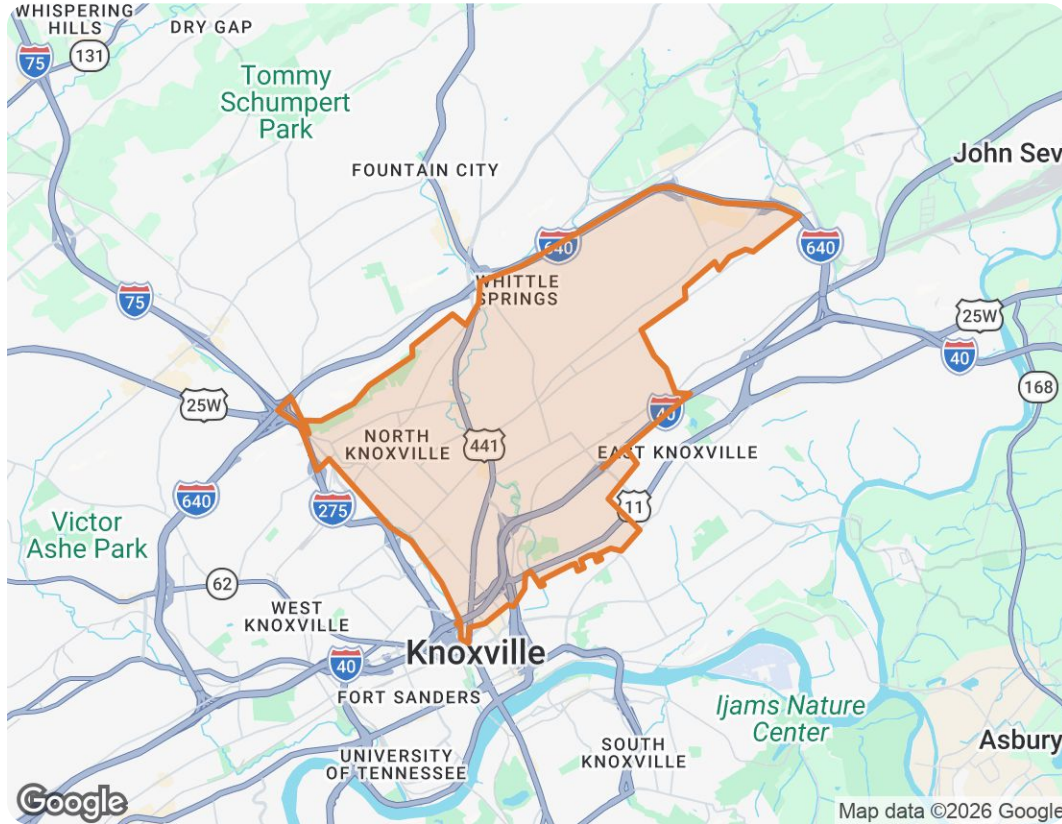 WHISPERING
HILLS
DRY GAP
131
75
Tommy
Schumpert
Park
FOUNTAIN CITY
John Sev
640
640
WHITTLE
SPRINGS
75
25W
40
168
25W
40
NORTH
KNOXVILLE
441
EAST KNOXVILLE
640
275
11
Victor
Ashe Park
62
WEST
KNOXVILLE
Knoxville
40
FORT SANDERS
Ijams Nature
Center
UNIVERSITY
OF TENNESSEE
SOUTH
KNOXVILLE
Asbury
Google
Map data ©2026 Google